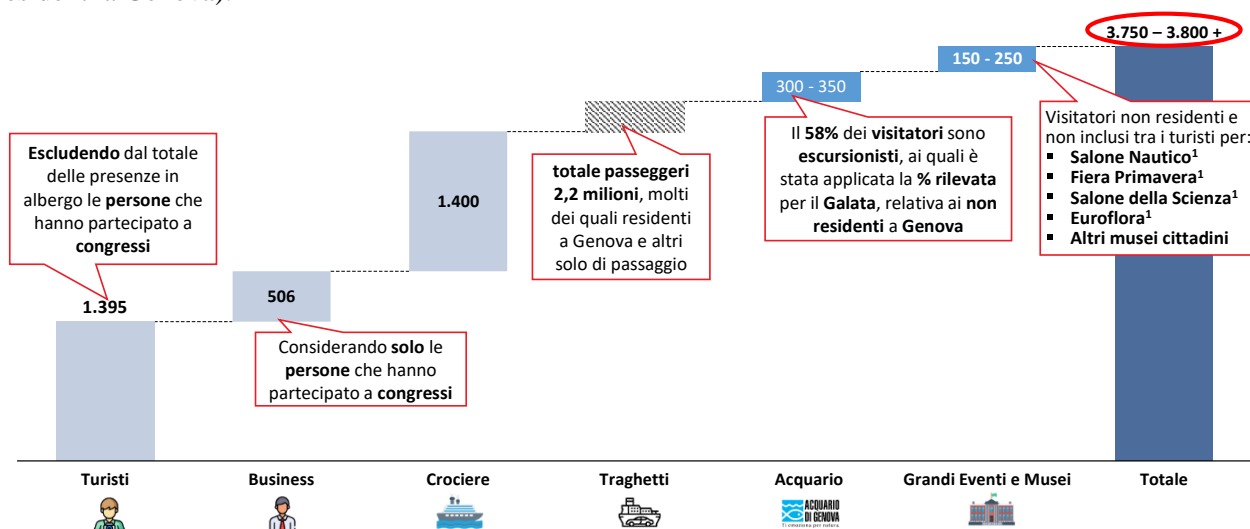 3.750 – 3.800 +
150 - 250
300 - 350
Visitatori non residenti e
non inclusi tra i turisti per:
▪ Salone Nautico¹
▪ Fiera Primavera¹
▪ Salone della Scienza¹
▪ Euroflora¹
▪ Altri musei cittadini
Il 58% dei visitatori sono
escursionisti, ai quali è
stata applicata la % rilevata
per il Galata, relativa ai non
residenti a Genova
Escludendo dal totale
delle presenze in
albergo le persone che
hanno partecipato a
congressi
totale passeggeri
2,2 milioni, molti
dei quali residenti
a Genova e altri
solo di passaggio
1.400
506
1.395
Considerando solo le
persone che hanno
partecipato a congressi
Turisti
Business
Crociere
Traghetti
Acquario
Grandi Eventi e Musei
Totale
ACQUARIO
DI GENOVA